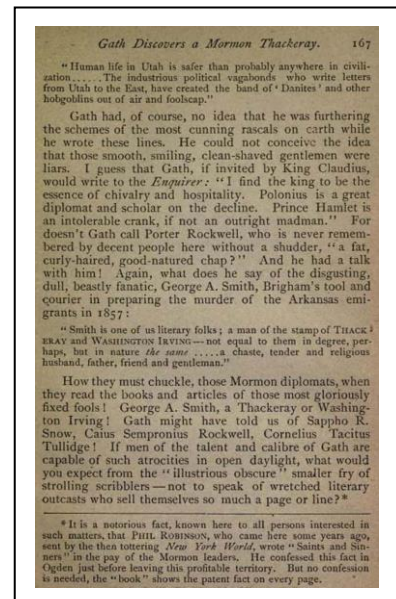 Gath Discovers a Mormon Thackeray. 167
“ Human life in Utah is safer than probably anywhere in civili-
zation......The industrious political vagabonds who write letters
from Utah to the East, have created the band of ‘ Danites ’ and other
hobgoblins out of air and foolscap.”
Gath had, of course, no idea that he was furthering
the schemes of the most cunning rascals on earth while
he wrote these lines. He could not conceive the idea
that those smooth, smiling, clean-shaved gentlemen were
liars. I guess that Gath, if invited by King Claudius,
would write to the Enquirer: “I find the king to be the
essence of chivalry and hospitality. Polonius is a great
diplomat and scholar on the decline. Prince Hamlet is
an intolerable crank, if not an outright madman.” For
doesn’t Gath call Porter Rockwell, who is never remem-
bered by decent people here without a shudder, “a fat,
curly-haired, good-natured chap?” And he had a talk
with him! Again, what does he say of the disgusting,
dull, beastly fanatic, George A. Smith, Brigham’s tool and
courier in preparing the murder of the Arkansas emi-
grants in 1857:
“ Smith is one of us literary folks; a man of the stamp of THACK
ERAY and WASHINGTON IRVING—not equal to them in degree, per-
haps, but in nature the same .....a chaste, tender and religious
husband, father, friend and gentleman.”
How they must chuckle, those Mormon diplomats, when
they read the books and articles of those most gloriously
fixed fools! George A. Smith, a Thackeray or Washing-
ton Irving! Gath might have told us of Sappho R.
Snow, Caius Sempronius Rockwell, Cornelius Tacitus
Tullidge! If men of the talent and calibre of Gath are
capable of such atrocities in open daylight, what would
you expect from the “illustrious obscure” smaller fry of
strolling scribblers—not to speak of wretched literary
outcasts who sell themselves so much a page or line?*
* It is a notorious fact, known here to all persons interested in
such matters, that PHIL ROBINSON, who came here some years ago,
sent by the then tottering New York World, wrote “Saints and Sin-
ners” in the pay of the Mormon leaders. He confessed this fact in
Ogden just before leaving this profitable territory. But no confession
is needed, the “book” shows the patent fact on every page.